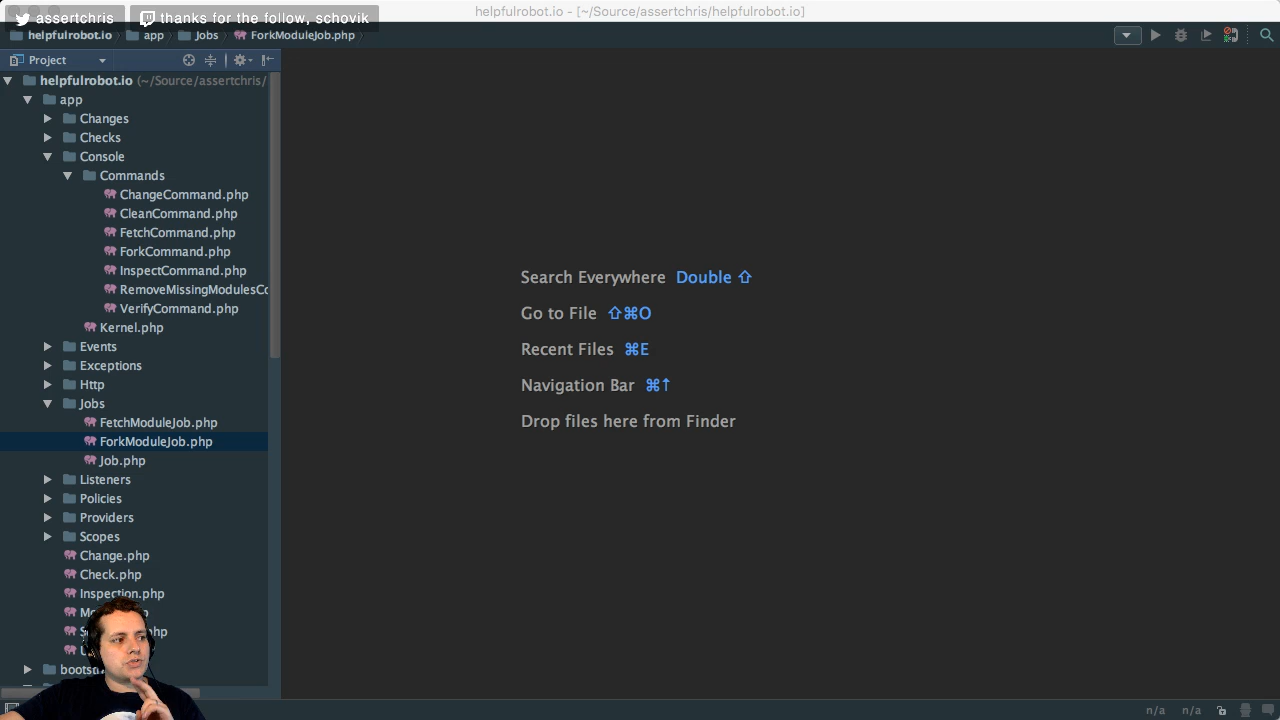 assertchris
thanks for the follow, schovik
helpfulrobot.io - [~/Source/assertchris/helpfulrobot.io]
helpfulrobot.io
app
Jobs
ForkModuleJob.php
Project
helpfulrobot.io (~/Source/assertchris/
app
Changes
Checks
Console
Commands
ChangeCommand.php
CleanCommand.php
FetchCommand.php
ForkCommand.php
InspectCommand.php
RemoveMissingModulesCo
VerifyCommand.php
Kernel.php
Events
Exceptions
Http
Jobs
FetchModuleJob.php
ForkModuleJob.php
Job.php
Listeners
Policies
Providers
Scopes
Change.php
Check.php
Inspection.php
Search Everywhere Double ⇧
Go to File ⇧⌘O
Recent Files ⌘E
Navigation Bar ⌘↑
Drop files here from Finder
n/a n/a